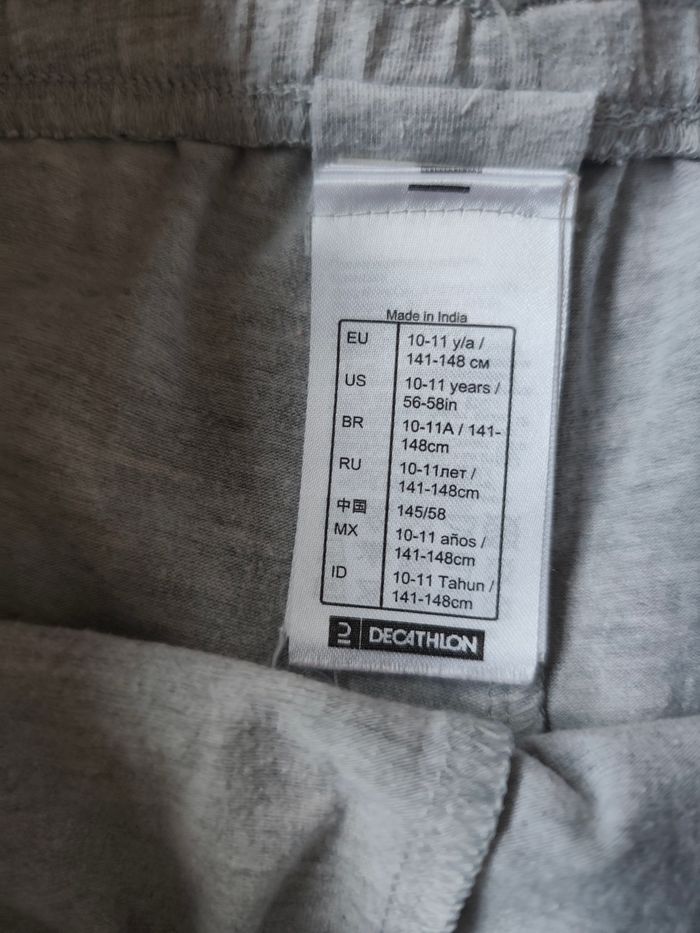 Made in India
EU 10-11 y/a /
141-148 см
US 10-11 years /
56-58in
BR 10-11A / 141-
148cm
RU 10-11лет /
141-148cm
中国 145/58
MX 10-11 años /
141-148cm
ID 10-11 Tahun /
141-148cm
DECATHLON